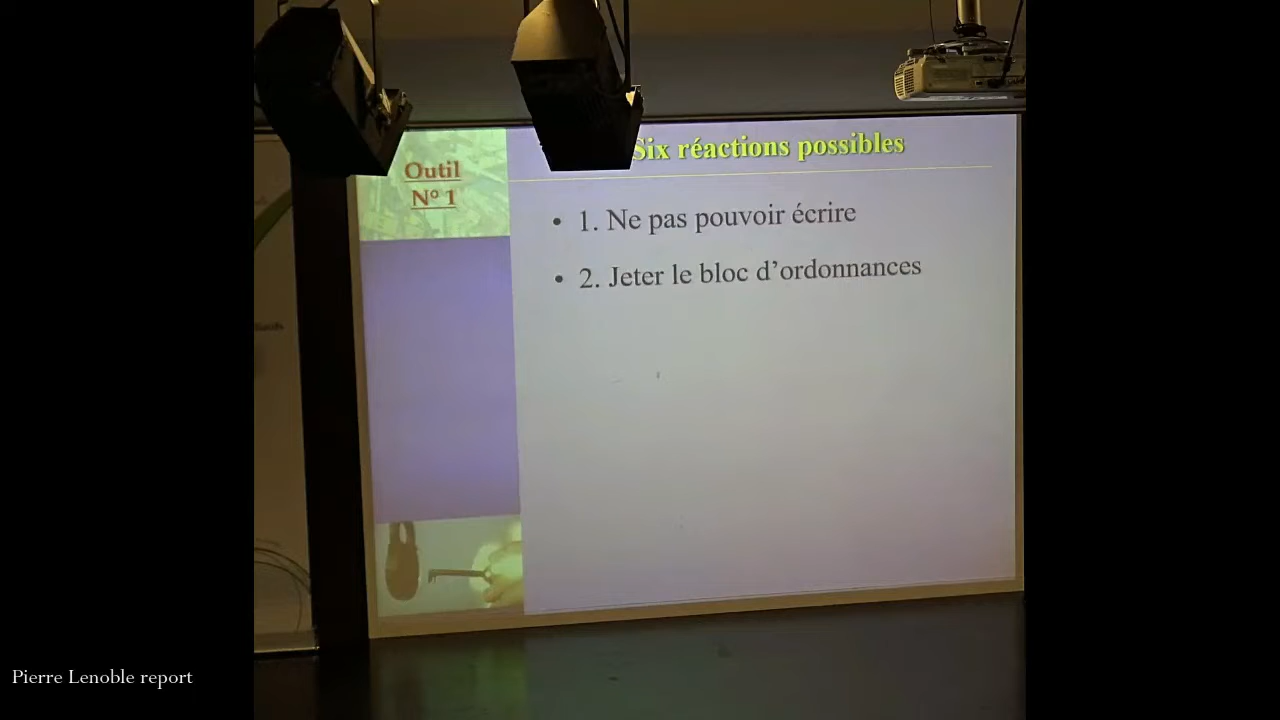 Outil
N° 1
Six réactions possibles
• 1. Ne pas pouvoir écrire
• 2. Jeter le bloc d’ordonnances
Pierre Lenoble report